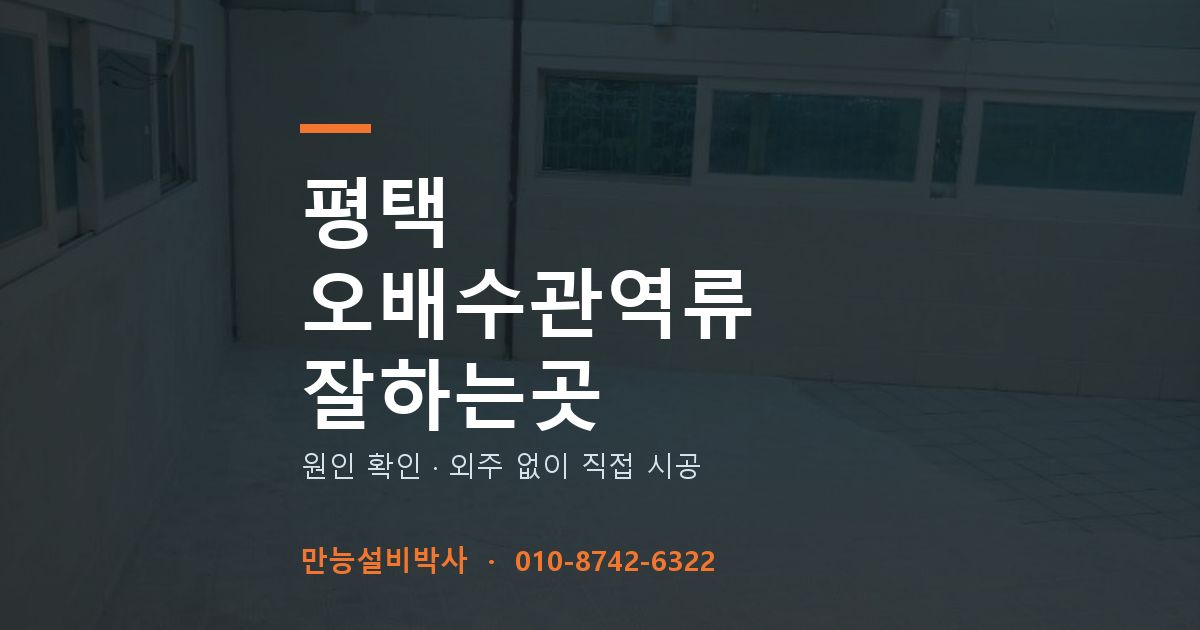 평택
오배수관역류
잘하는곳
원인 확인 · 외주 없이 직접 시공
만능설비박사 · 010-8742-6322